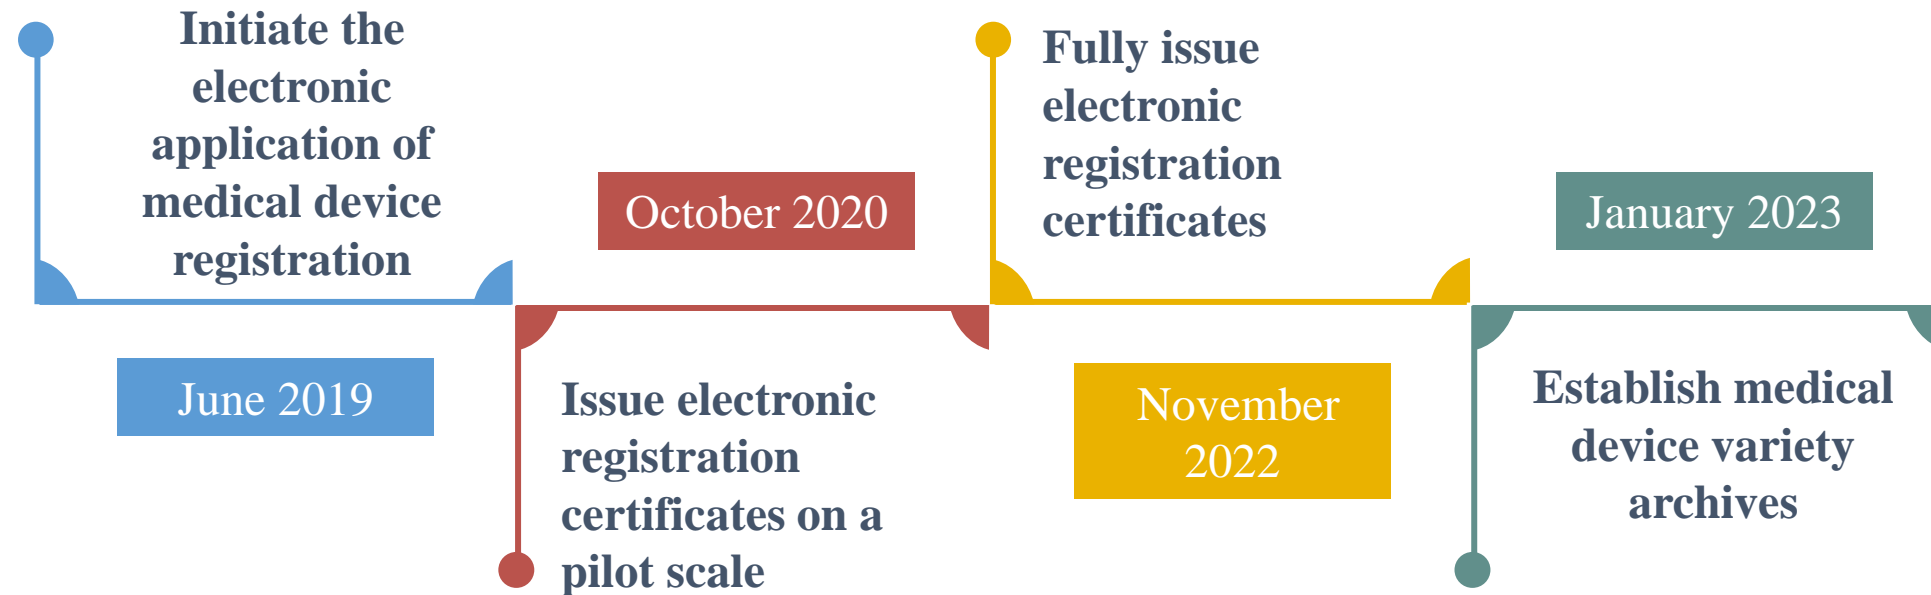 Initiate the
electronic
application of
medical device
registration
June 2019
October 2020
Issue electronic
registration
certificates on a
pilot scale
Fully issue
electronic
registration
certificates
November
2022
January 2023
Establish medical
device variety
archives